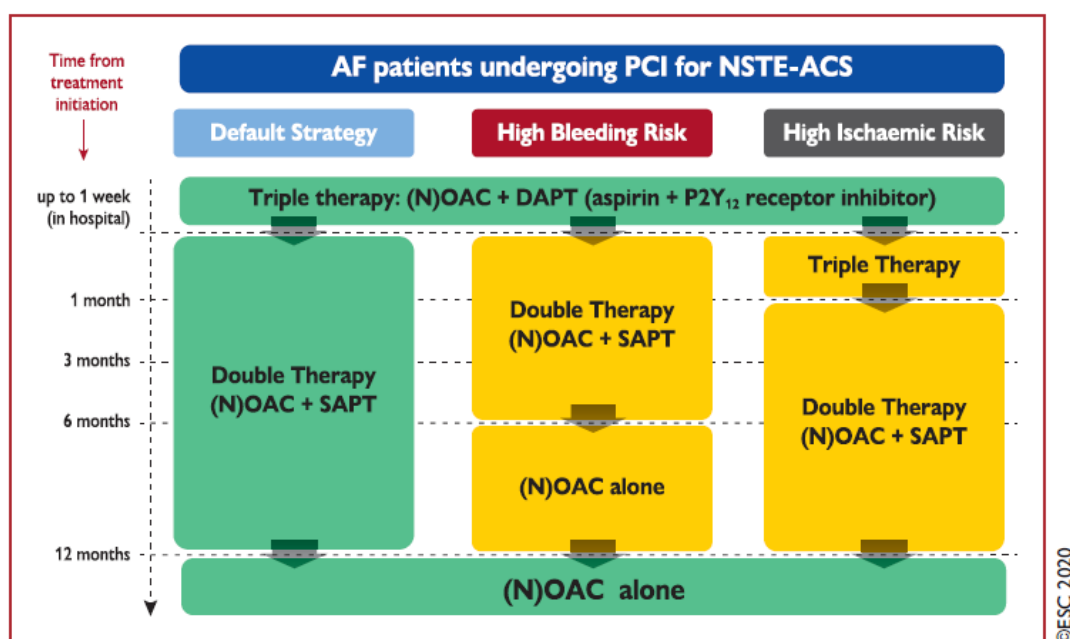 Time from
treatment
initiation
AF patients undergoing PCI for NSTE-ACS
Default Strategy
High Bleeding Risk
High Ischaemic Risk
up to 1 week
(in hospital)
Triple therapy: (N)OAC + DAPT (aspirin + P2Y₁₂ receptor inhibitor)
Triple Therapy
1 month
Double Therapy
(N)OAC + SAPT
3 months
Double Therapy
(N)OAC + SAPT
6 months
Double Therapy
(N)OAC + SAPT
(N)OAC alone
12 months
(N)OAC alone
©ESC 2020